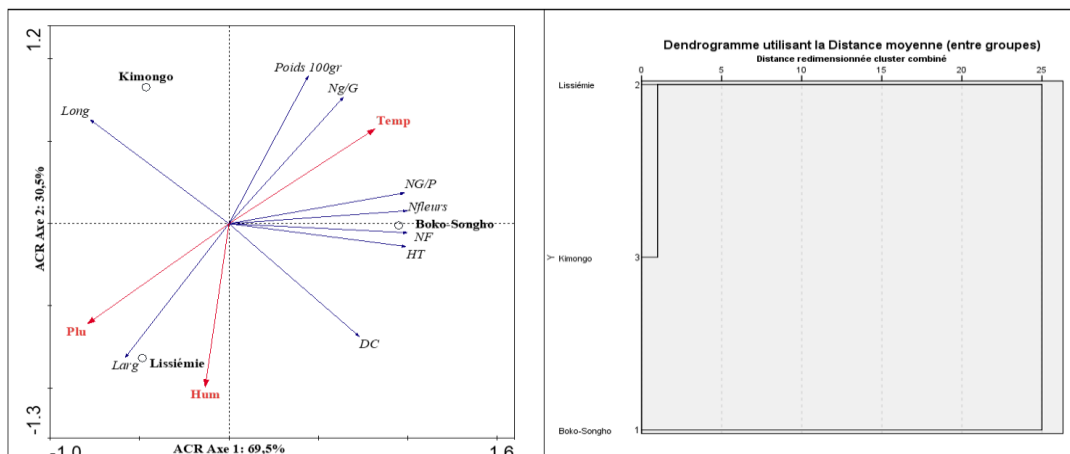 1.2
Kimongo
Poids 100gr
Ng/G
Long
Temp
NG/P
Nfleurs
Boko-Songho
NF
HT
ACR Axe 2: 30,5%
Plu
Larg
Lissiémie
DC
Hum
-1.3
-1.0
ACR Axe 1: 69,5%
1.6
Dendrogramme utilisant la Distance moyenne (entre groupes)
Distance redimensionnée cluster combiné
0 5 10 15 20 25
Lissiémie 2
Y
Kimongo 3
Boko-Songho 1